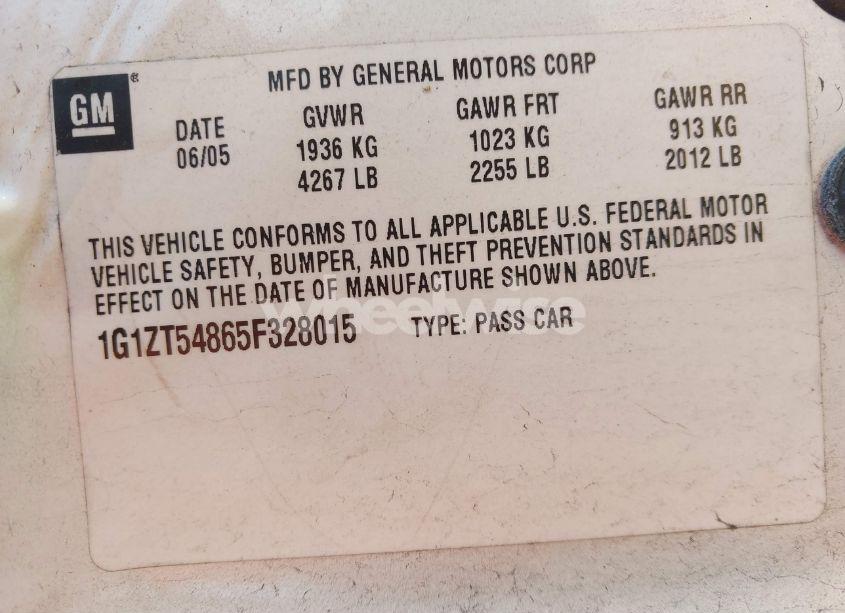 GM ®
MFD BY GENERAL MOTORS CORP
DATE GVWR GAWR FRT GAWR RR
06/05 1936 KG 1023 KG 913 KG
4267 LB 2255 LB 2012 LB
THIS VEHICLE CONFORMS TO ALL APPLICABLE U.S. FEDERAL MOTOR
VEHICLE SAFETY, BUMPER, AND THEFT PREVENTION STANDARDS IN
EFFECT ON THE DATE OF MANUFACTURE SHOWN ABOVE.
wheelwise
1G1ZT54865F328015 TYPE: PASS CAR